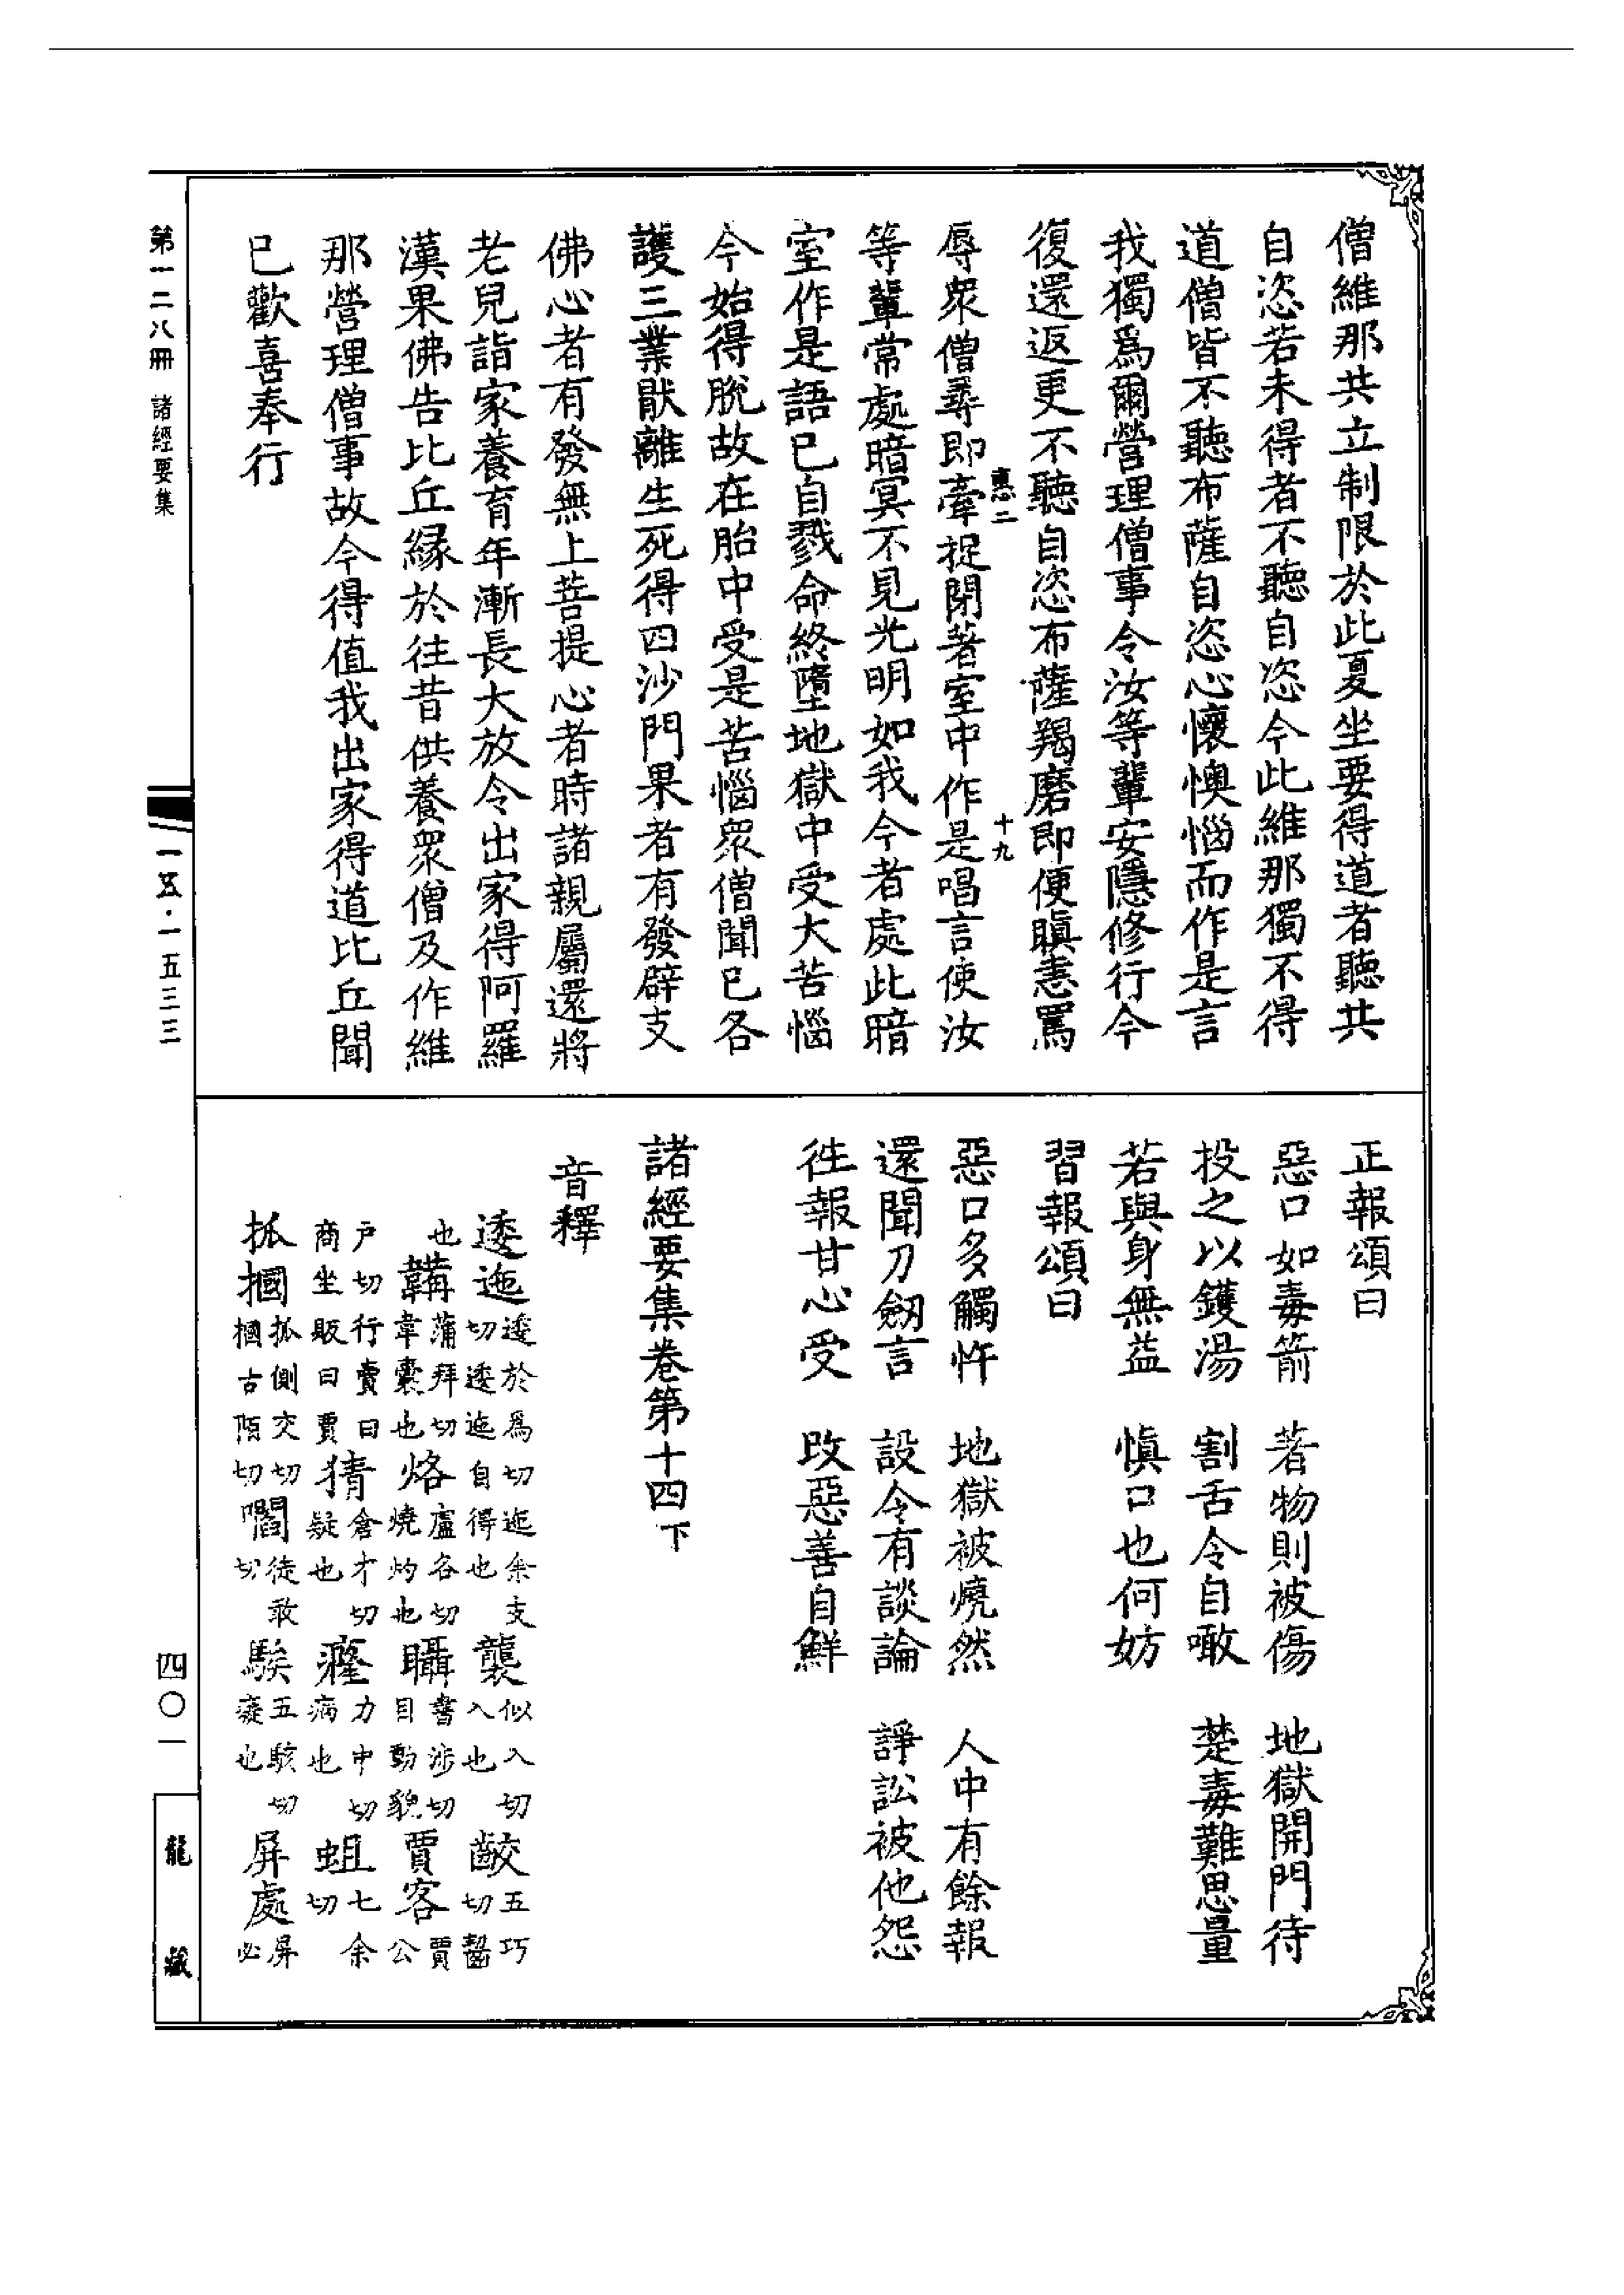 僧維那共立制限於此夏坐要得道者聽共
自恣若未得者不聽自恣今此維那獨不得
道僧皆不聽布薩自恣心懷懊惱而作是言
我獨爲爾營理僧事令汝等輩安隱修行今
復還返更不聽自恣布薩羯磨即便瞋恚罵
惠二
十九
辱衆僧尋即牽捉閉著室中作是唱言使汝
等輩常處暗冥不見光明如我今者處此暗
室作是語已自戮命終墮地獄中受大苦惱
今始得脫故在胎中受是苦惱衆僧聞已各
護三業猒離生死得四沙門果者有發辟支
佛心者有發無上菩提心者時諸親屬還將
老兒詣家養育年漸長大放令出家得阿羅
漢果佛告比丘緣於往昔供養衆僧及作維
那營理僧事故今得值我出家得道比丘聞
已歡喜奉行
正報頌曰
惡口如毒箭 著物則被傷 地獄開門待
投之以鑊湯 割舌令自噉 楚毒難思量
若與身無益 愼口也何妨
習報頌曰
惡口多觸忤 地獄被燒然 人中有餘報
還聞刀劒言 設令有談論 諍訟被他怨
徃報甘心受 改惡善自鮮
諸經要集卷第十四下
音釋
逶迤逶於爲切迤余支切逶迤自得也 襲似入切入也 齩五巧切齧
也 韛蒲拜切韋囊也 烙盧各切燒灼也 聶書涉切目動貌 賈客賈公
戶切行賣曰商坐販曰賈 猜倉才切疑也 癃力中切病也 蛆七余切
抓摑抓側交切摑古陌切 㘚徒敢切 騃五駭切癡也 屏處屏必
第一二八冊 諸經要集
一五·一五三三
四〇一
龍藏